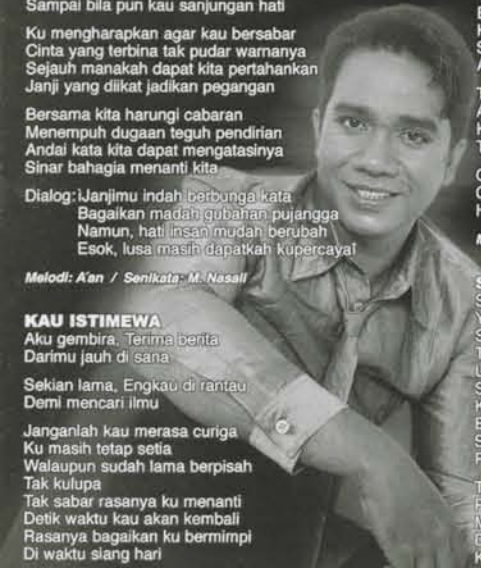 Sampai bila pun kau sanjungan hati
Ku mengharapkan agar kau bersabar
Cinta yang terbina tak pudar warnanya
Sejauh manakah dapat kita pertahankan
Janji yang diikat jadikan pegangan
Bersama kita harungi cabaran
Menempuh dugaan teguh pendirian
Andai kata kita dapat mengatasinya
Sinar bahagia menanti kita
Dialog:ìJanjimu indah berbunga kata
Bagaikan madah gubahan pujangga
Namun, hati insan mudah berubah
Esok, lusa masih dapatkah kupercayaî
Melodi: A'an / Senikata: M. Nasali
KAU ISTIMEWA
Aku gembira, Terima berita
Darimu jauh di sana
Sekian lama, Engkau di rantau
Demi mencari ilmu
Janganlah kau merasa curiga
Ku masih tetap setia
Walaupun sudah lama berpisah
Tak kulupa
Tak sabar rasanya ku menanti
Detik waktu kau akan kembali
Rasanya bagaikan ku bermimpi
Di waktu siang hari